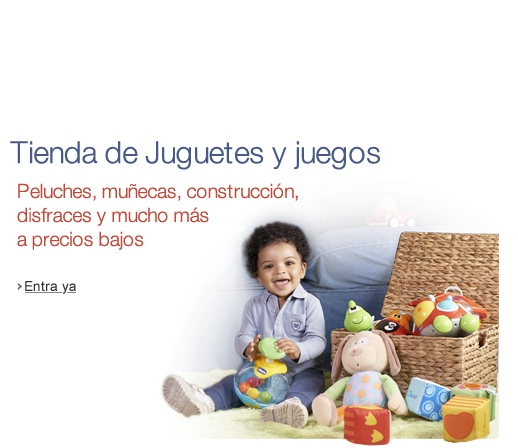 Tienda de Juguetes y juegos
Peluches, muñecas, construcción,
disfraces y mucho más
a precios bajos
› Entra ya